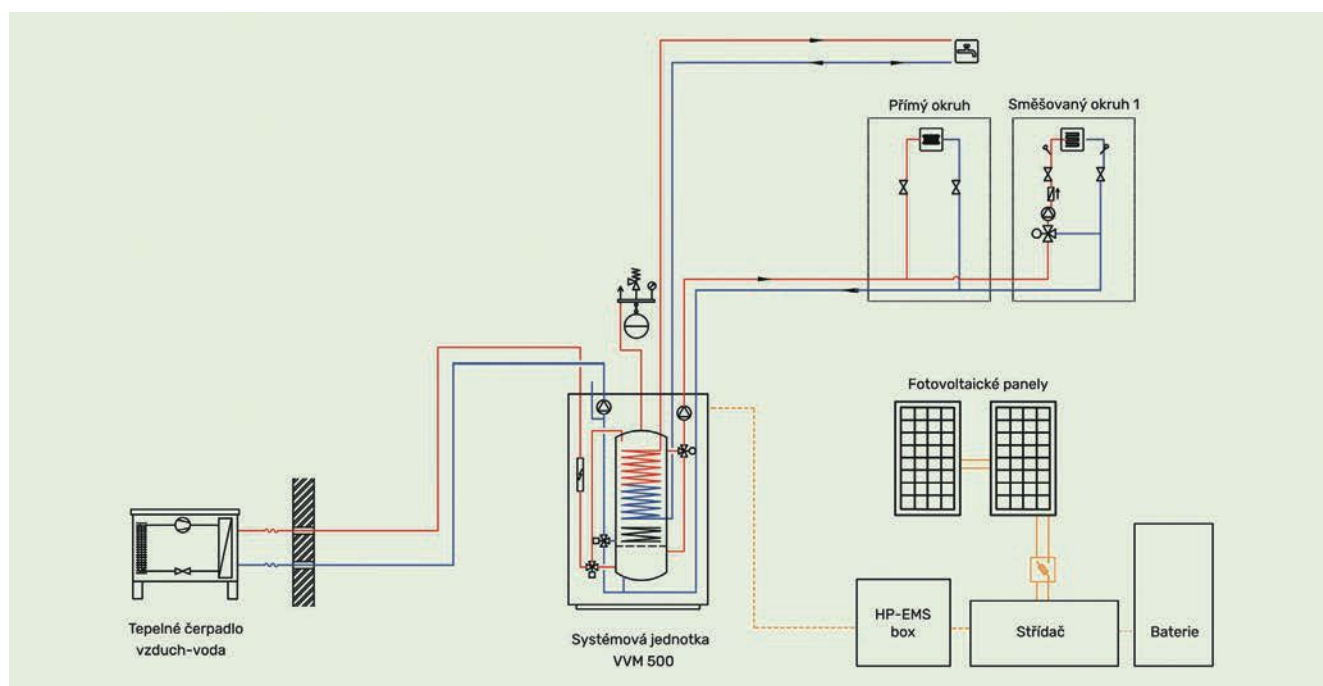 Přímý okruh
Směšovaný okruh 1
Fotovoltaické panely
Tepelné čerpadlo
vzduch-voda
Systémová jednotka
VVM 500
HP-EMS
box
Střídač
Baterie